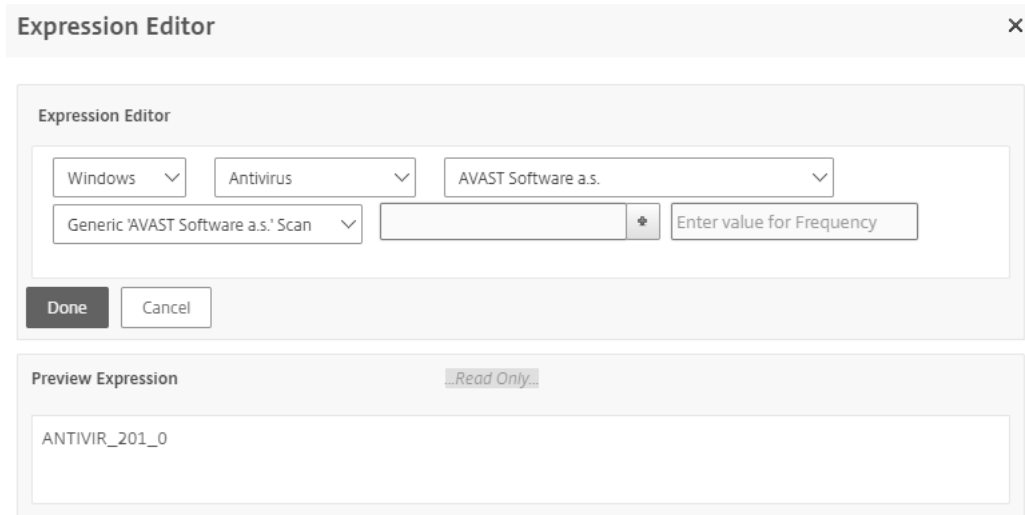 Expression Editor
Expression Editor
Windows Antivirus AVAST Software a.s.
Generic 'AVAST Software a.s.' Scan Enter value for Frequency
Done Cancel
Preview Expression ...Read Only...
ANTIVIR_201_0